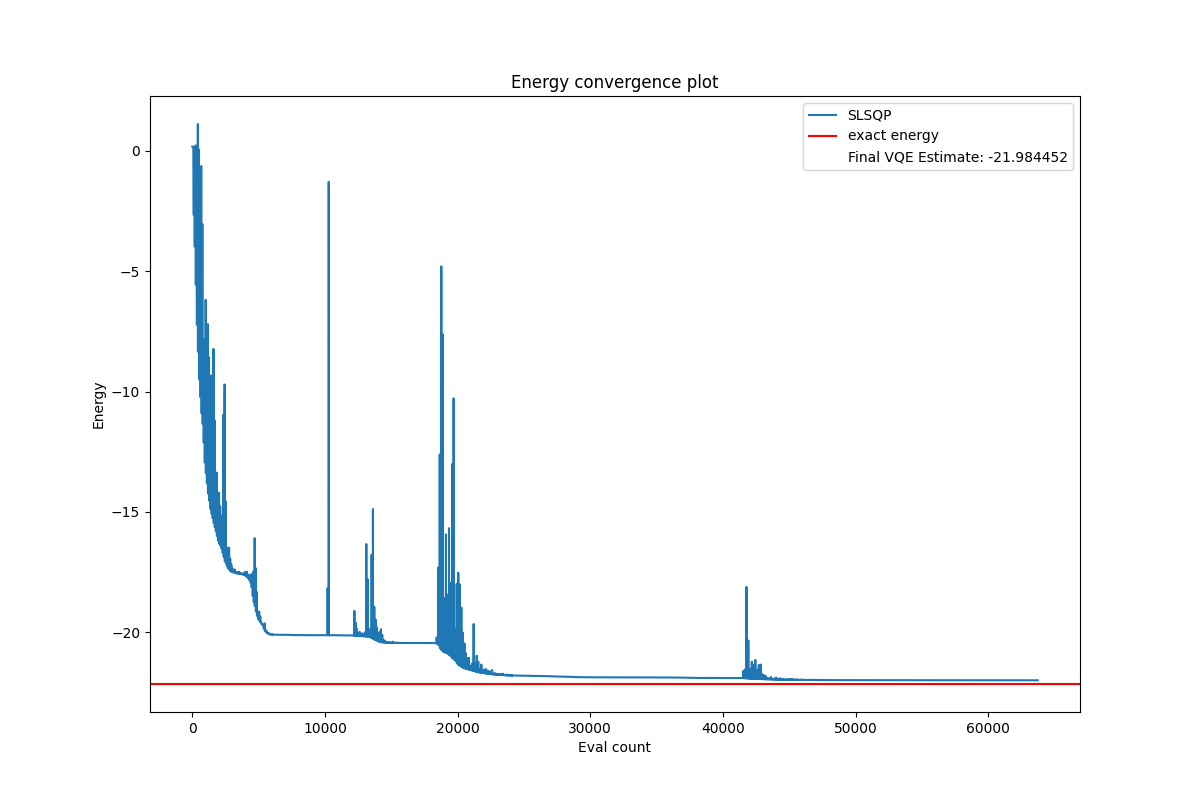 Energy convergence plot
SLSQP
exact energy
Final VQE Estimate: -21.984452
0
−5
−10
−15
−20
Energy
0
10000
20000
30000
40000
50000
60000
Eval count